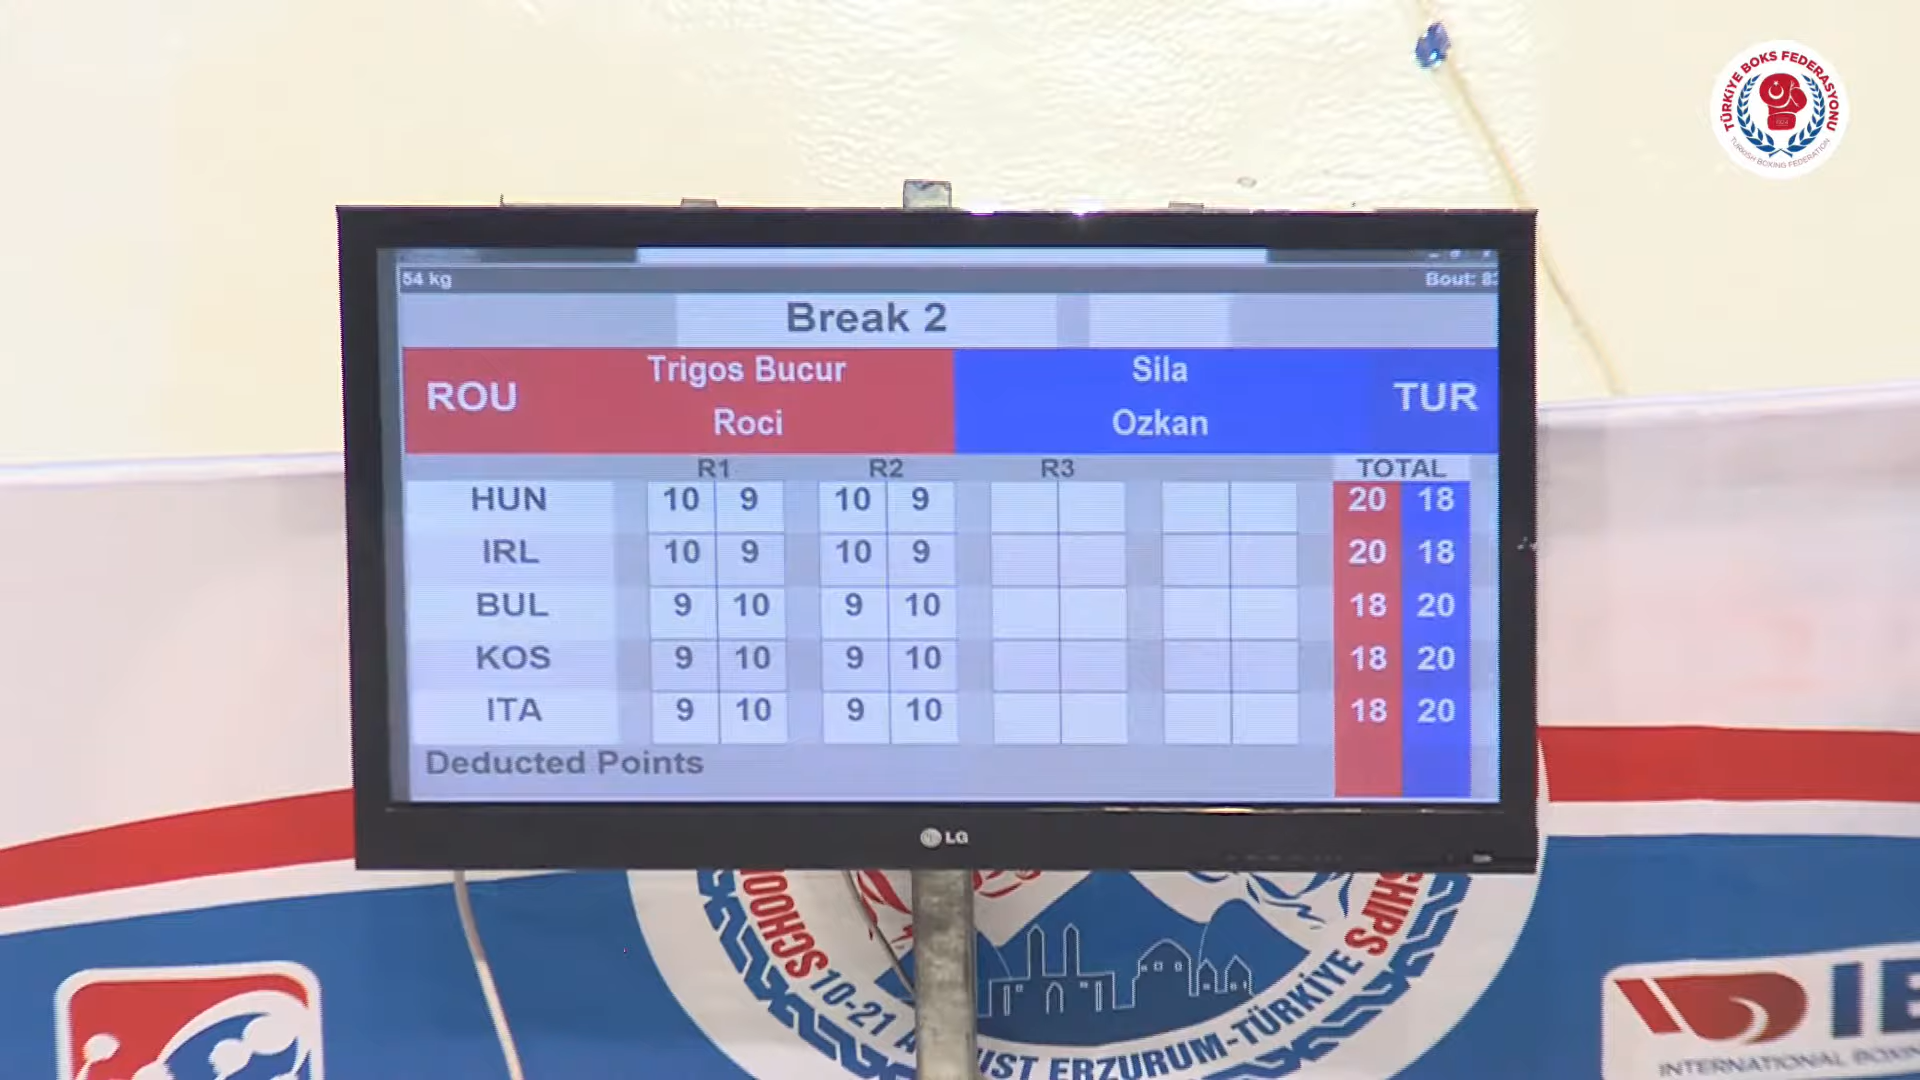 TÜRKİYE BOKS FEDERASYONU
TURKISH BOXING FEDERATION
54 kg
Bout:
Break 2
ROU
Trigos Bucur
Roci
Sila
Ozkan
TUR
R1 R2 R3 TOTAL
HUN 10 9 10 9 20 18
IRL 10 9 10 9 20 18
BUL 9 10 9 10 18 20
KOS 9 10 9 10 18 20
ITA 9 10 9 10 18 20
Deducted Points
LG
10-21 ERZURUM-TÜRKİYE
INTERNATIONAL